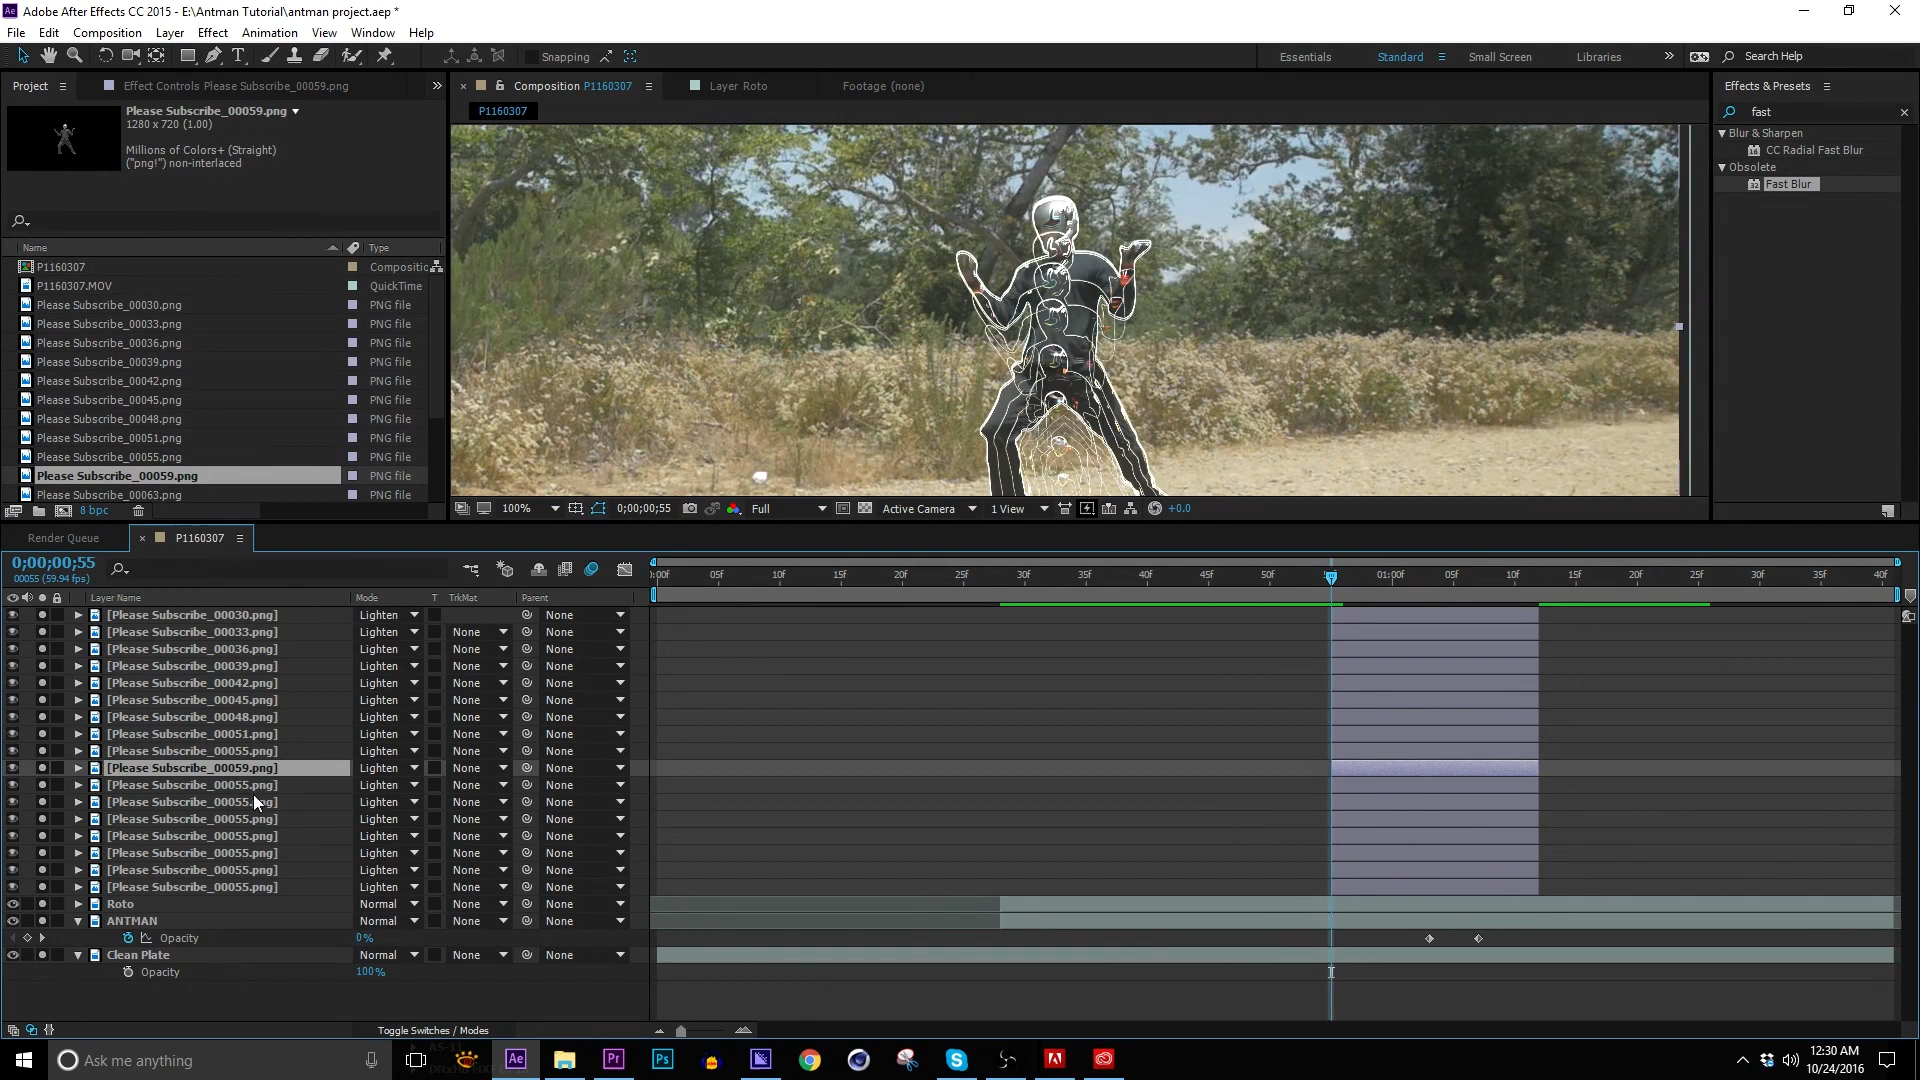 Adobe After Effects CC 2015 - E:\Antman Tutorial\antman project.aep *
File Edit Composition Layer Effect Animation View Window Help
Snapping Essentials Standard Small Screen Libraries Search Help
Project Effect Controls Please Subscribe_00059.png
Composition P1160307 Layer Roto Footage (none)
Effects & Presets
P1160307
Please Subscribe_00059.png
1280 x 720 (1.00)
Millions of Colors+ (Straight)
("png!") non-interlaced
fast
Blur & Sharpen
CC Radial Fast Blur
Obsolete
Fast Blur
Name Type
P1160307 Compositic
P1160307.MOV QuickTime
Please Subscribe_00030.png PNG file
Please Subscribe_00033.png PNG file
Please Subscribe_00036.png PNG file
Please Subscribe_00039.png PNG file
Please Subscribe_00042.png PNG file
Please Subscribe_00045.png PNG file
Please Subscribe_00048.png PNG file
Please Subscribe_00051.png PNG file
Please Subscribe_00055.png PNG file
Please Subscribe_00059.png PNG file
Please Subscribe_00063.png PNG file
8 bpc
100% 0;00;00;55 Full Active Camera 1 View +0.0
Render Queue P1160307
0;00;00;55
00055 (59.94 fps)
:00f 05f 10f 15f 20f 25f 30f 35f 40f 45f 50f 01:00f 05f 10f 15f 20f 25f 30f 35f 40f
Layer Name Mode T TrkMat Parent
[Please Subscribe_00030.png] Lighten None
[Please Subscribe_00033.png] Lighten None None
[Please Subscribe_00036.png] Lighten None None
[Please Subscribe_00039.png] Lighten None None
[Please Subscribe_00042.png] Lighten None None
[Please Subscribe_00045.png] Lighten None None
[Please Subscribe_00048.png] Lighten None None
[Please Subscribe_00051.png] Lighten None None
[Please Subscribe_00055.png] Lighten None None
[Please Subscribe_00059.png] Lighten None None
[Please Subscribe_00055.png] Lighten None None
[Please Subscribe_00055.png] Lighten None None
[Please Subscribe_00055.png] Lighten None None
[Please Subscribe_00055.png] Lighten None None
[Please Subscribe_00055.png] Lighten None None
[Please Subscribe_00055.png] Lighten None None
[Please Subscribe_00055.png] Lighten None None
Roto Normal None None
ANTMAN Normal None None
Opacity 0%
Clean Plate Normal None None
Opacity 100%
Toggle Switches / Modes
Ask me anything
Ae Pr Ps
12:30 AM
10/24/2016